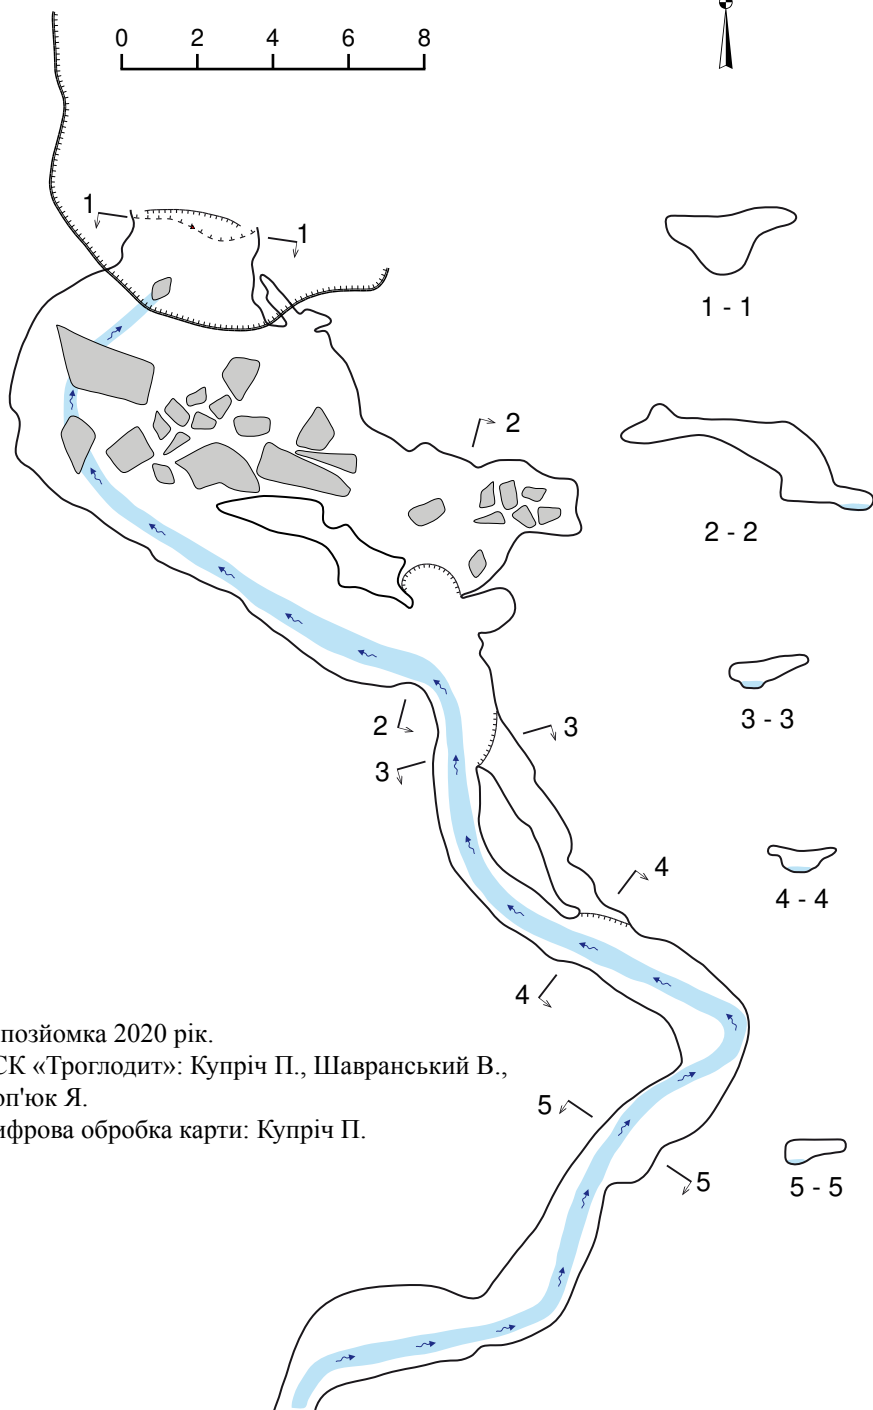 0 2 4 6 8
1
1
1 - 1
2
2 - 2
2
3
3
3 - 3
4
4 - 4
4
позйомка 2020 рік.
СК «Троглодит»: Купріч П., Шавранський В.,
оп'юк Я.
ифрова обробка карти: Купріч П.
5
5
5 - 5